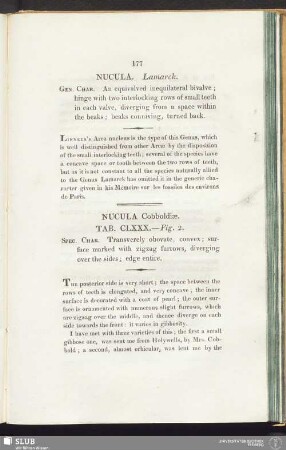 177
NUCULA. Lamarck.
GEN. CHAR. An equivalved inequilateral bivalve;
hinge with two interlocking rows of small teeth
in each valve, diverging from a space within
the beaks; beaks contiguous, turned back.
LINNEUS's Arca nucleus is the type of this Genus, which
is well distinguished from other Arcæ by the disposition
of the small interlocking teeth; several of the species have
a concave space or tooth between the two rows of teeth,
but as it is not constant to all the species naturally allied
to the Genus Lamarck has omitted it in the generic cha-
racter given in his Mémoire sur les fossiles des environs
de Paris.
NUCULA Cobboldiæ.
TAB. CLXXX.—Fig. 2.
SPEC. CHAR. Transversely obovate, convex; sur-
face marked with zigzag furrows, diverging
over the sides; edge entire.
THE posterior side is very short; the space between the
rows of teeth is elongated, and very concave; the inner
surface is decorated with a coat of pearl; the outer sur-
face is ornamented with numerous slight furrows, which
are zigzag over the middle, and thence diverge on each
side towards the front: it varies in gibbosity.
I have met with three varieties of this; the first a small
gibbose one, was sent me from Holywells, by Mrs. Cob-
bold; a second, almost orbicular, was sent me by the
SLUB
Wir führen Wissen.